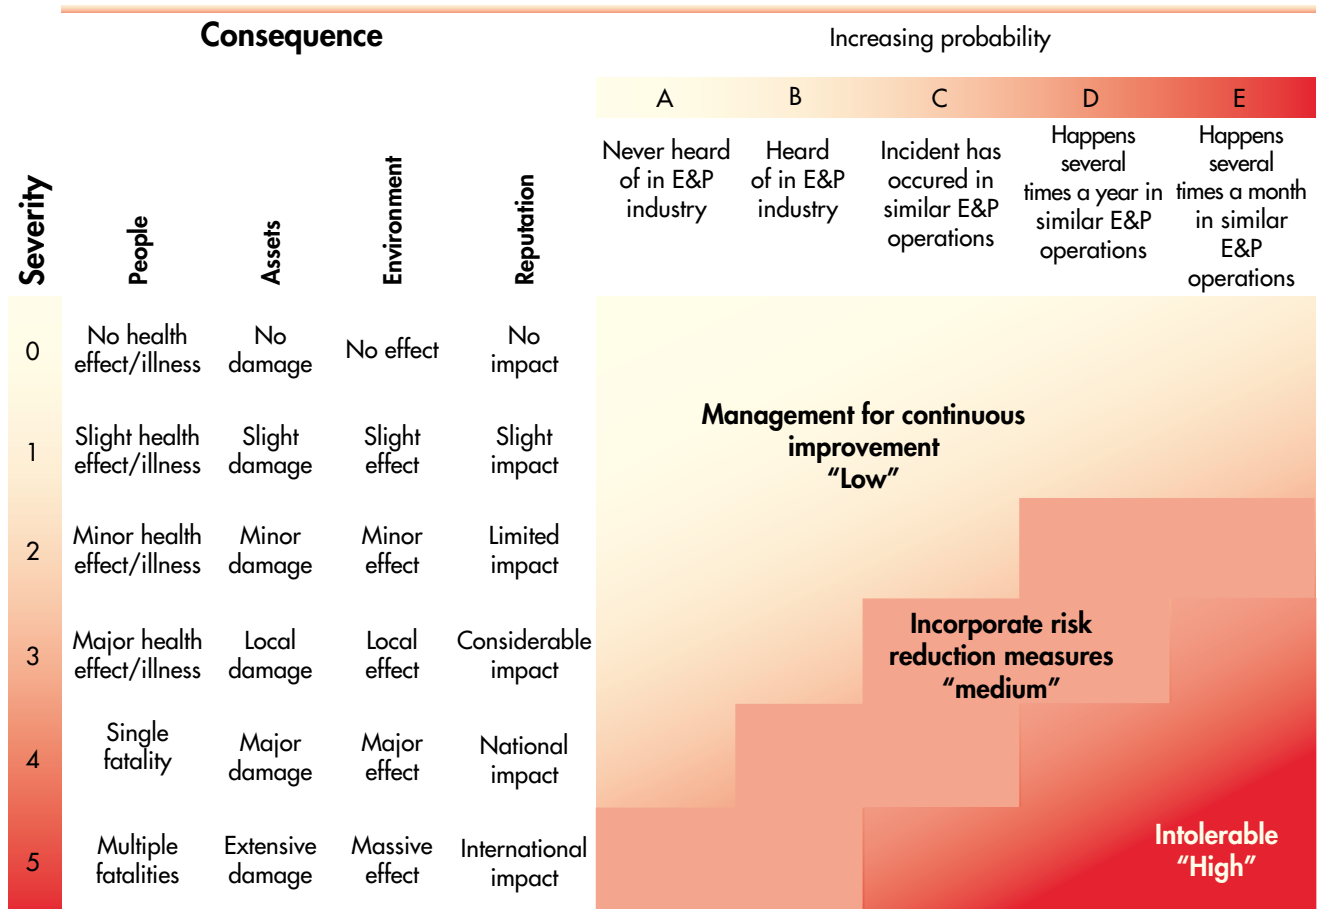 Consequence
Increasing probability
A
B
C
D
E
Never heard
of in E&P
industry
Heard
of in E&P
industry
Incident has
occured in
similar E&P
operations
Happens
several
times a year in
similar E&P
operations
Happens
several
times a month
in similar
E&P
operations
Severity
People
Assets
Environment
Reputation
0
No health
effect/illness
No
damage
No effect
No
impact
1
Slight health
effect/illness
Slight
damage
Slight
effect
Slight
impact
2
Minor health
effect/illness
Minor
damage
Minor
effect
Limited
impact
3
Major health
effect/illness
Local
damage
Local
effect
Considerable
impact
4
Single
fatality
Major
damage
Major
effect
National
impact
5
Multiple
fatalities
Extensive
damage
Massive
effect
International
impact
Management for continuous
improvement
“Low”
Incorporate risk
reduction measures
“medium”
Intolerable
“High”